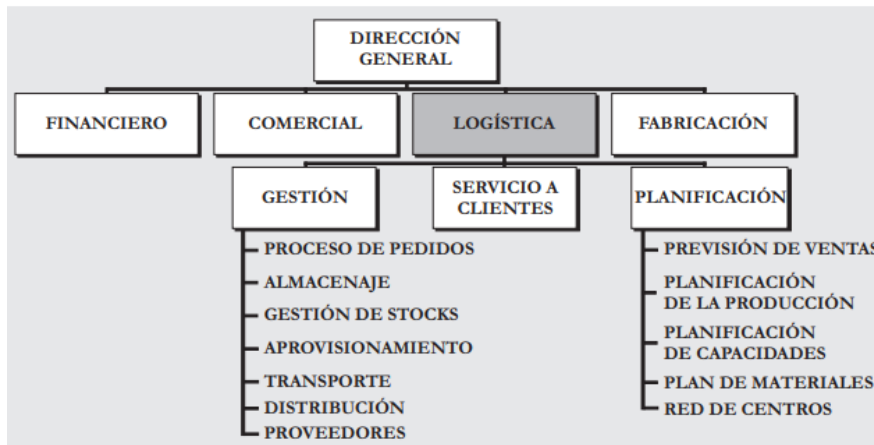 DIRECCIÓN
GENERAL
FINANCIERO
COMERCIAL
LOGÍSTICA
FABRICACIÓN
GESTIÓN
SERVICIO A
CLIENTES
PLANIFICACIÓN
PROCESO DE PEDIDOS
ALMACENAJE
GESTIÓN DE STOCKS
APROVISIONAMIENTO
TRANSPORTE
DISTRIBUCIÓN
PROVEEDORES
PREVISIÓN DE VENTAS
PLANIFICACIÓN
DE LA PRODUCCIÓN
PLANIFICACIÓN
DE CAPACIDADES
PLAN DE MATERIALES
RED DE CENTROS